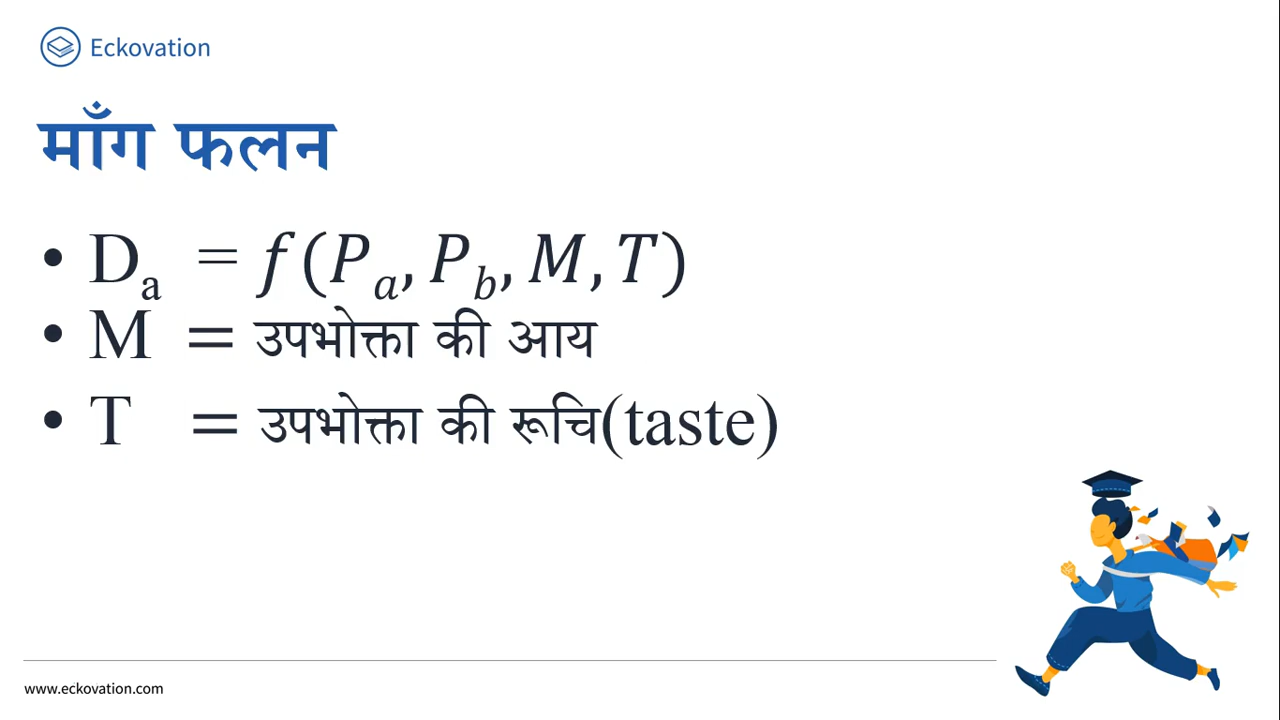 Eckovation
माँग फलन
• Dₐ = f(Pₐ, P_b, M, T)
• M = उपभोक्ता की आय
• T = उपभोक्ता की रूचि(taste)
www.eckovation.com